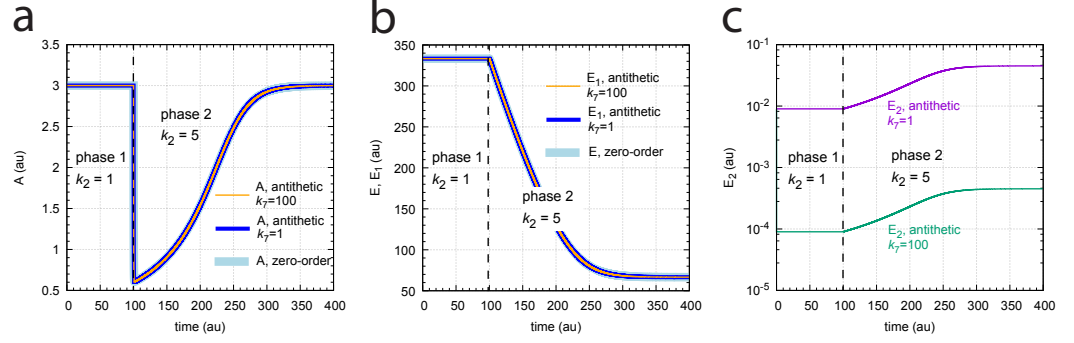 a
3.5
3
2.5
2
1.5
1
0.5
A (au)
phase 1
k2 = 1
phase 2
k2 = 5
A, antithetic
k7=100
A, antithetic
k7=1
A, zero-order
0 50 100 150 200 250 300 350 400
time (au)
b
350
300
250
200
150
100
50
E, E1 (au)
phase 1
k2 = 1
phase 2
k2 = 5
E1, antithetic
k7=100
E1, antithetic
k7=1
E, zero-order
0 50 100 150 200 250 300 350 400
time (au)
c
10-1
10-2
10-3
10-4
10-5
E2 (au)
E2, antithetic
k7=1
phase 1
k2 = 1
phase 2
k2 = 5
E2, antithetic
k7=100
0 50 100 150 200 250 300 350 400
time (au)